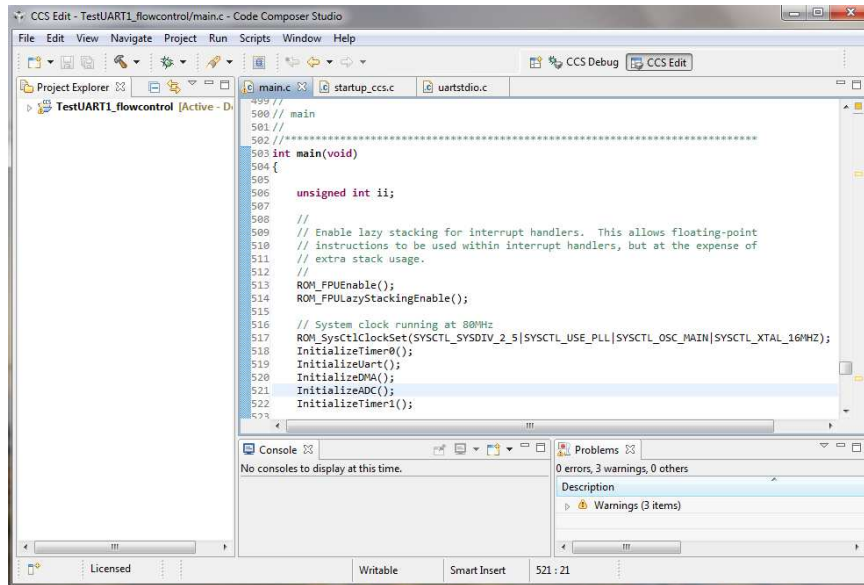 CCS Edit - TestUART1_flowcontrol/main.c - Code Composer Studio
File Edit View Navigate Project Run Scripts Window Help
CCS Debug CCS Edit
Project Explorer
main.c startup_ccs.c uartstdio.c
TestUART1_flowcontrol [Active - D
499 //
500 // main
501 //
502 //*****************************************************************************
503 int main(void)
504 {
505
506 unsigned int ii;
507
508 //
509 // Enable lazy stacking for interrupt handlers. This allows floating-point
510 // instructions to be used within interrupt handlers, but at the expense of
511 // extra stack usage.
512 //
513 ROM_FPUEnable();
514 ROM_FPULazyStackingEnable();
515
516 // System clock running at 80MHz
517 ROM_SysCtlClockSet(SYSCTL_SYSDIV_2_5|SYSCTL_USE_PLL|SYSCTL_OSC_MAIN|SYSCTL_XTAL_16MHZ);
518 InitializeTimer0();
519 InitializeUart();
520 InitializeDMA();
521 InitializeADC();
522 InitializeTimer1();
523
Console
No consoles to display at this time.
Problems
0 errors, 3 warnings, 0 others
Description
Warnings (3 items)
Licensed Writable Smart Insert 521 : 21